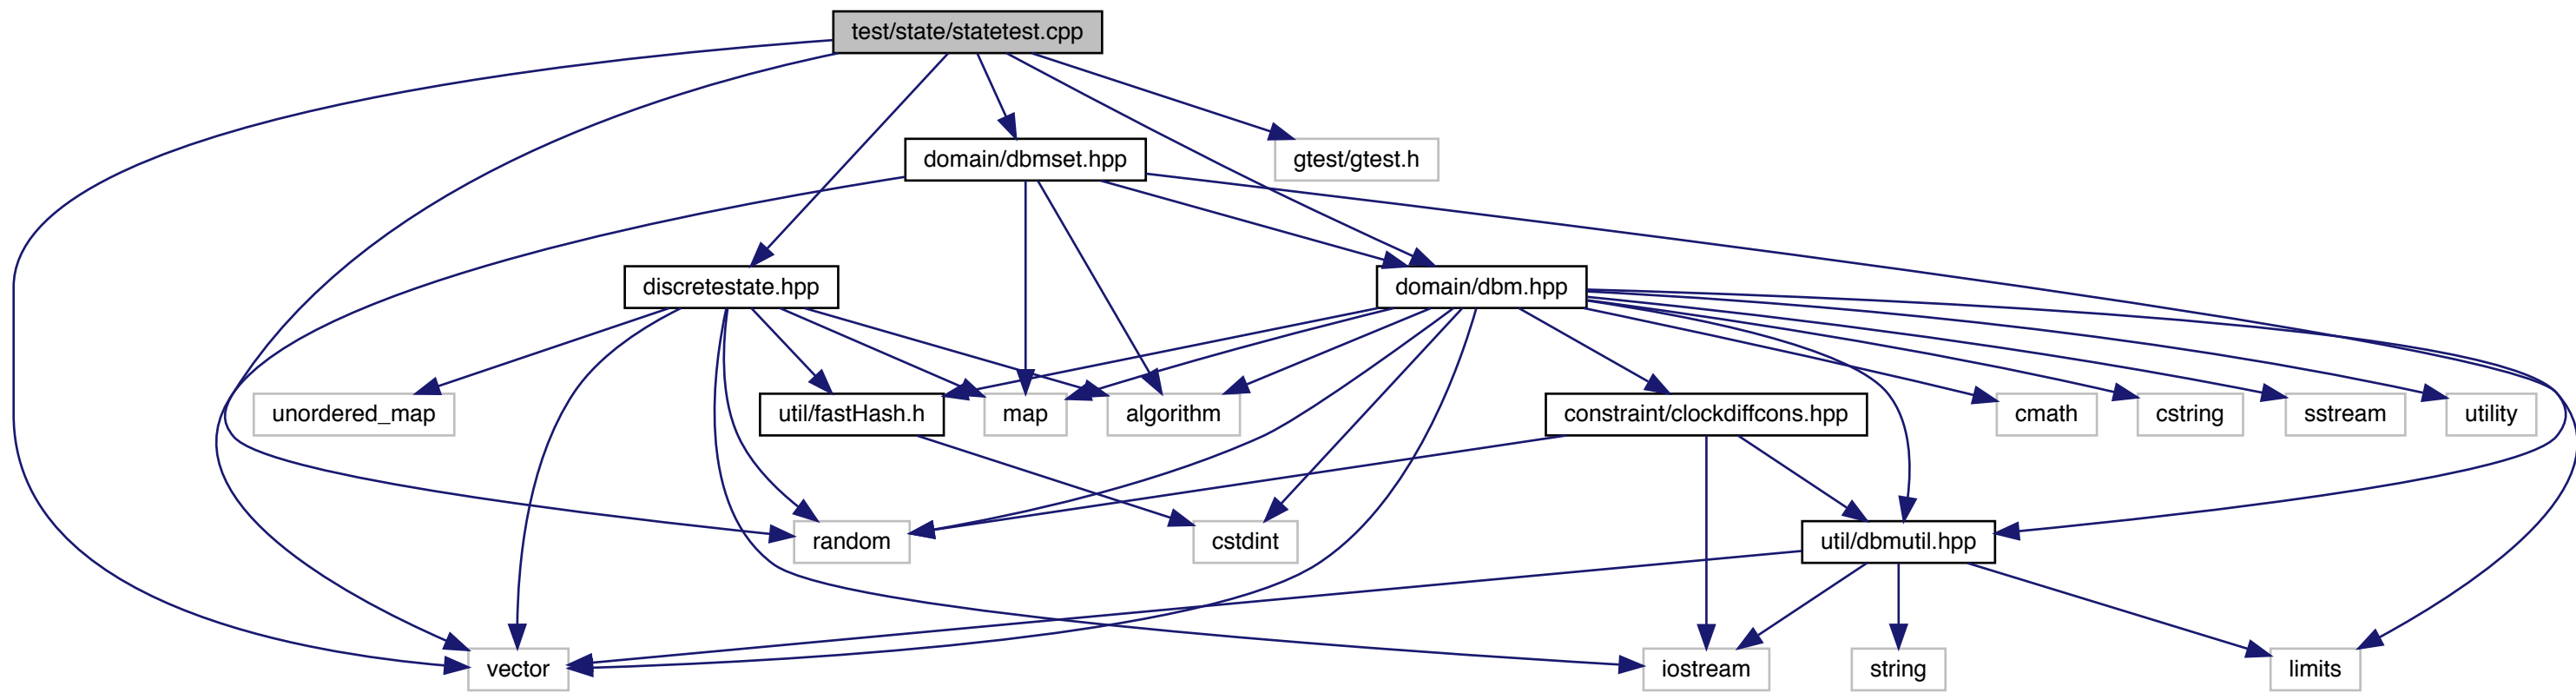 test/state/statetest.cpp
domain/dbmset.hpp
gtest/gtest.h
discretestate.hpp
domain/dbm.hpp
unordered_map
util/fastHash.h
map
algorithm
constraint/clockdiffcons.hpp
cmath
cstring
sstream
utility
random
cstdint
util/dbmutil.hpp
vector
iostream
string
limits